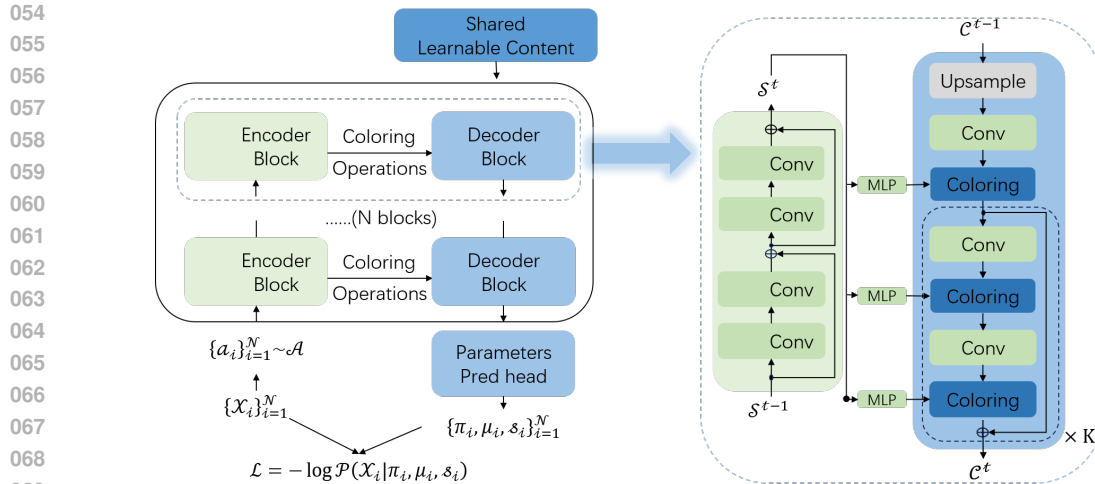 054
055
056
057
058
059
060
061
062
063
064
065
066
067
068
Shared
Learnable Content
Encoder
Block
Coloring
Operations
Decoder
Block
......(N blocks)
Encoder
Block
Coloring
Operations
Decoder
Block
{a_i}_{i=1}^𝒩~𝒜
Parameters
Pred head
{𝒳_i}_{i=1}^𝒩
{π_i, μ_i, 𝓈_i}_{i=1}^𝒩
ℒ = − log 𝒫(𝒳_i|π_i, μ_i, 𝓈_i)
𝒮^t
Conv
Conv
Conv
Conv
𝒮^{t−1}
MLP
MLP
MLP
𝒞^{t−1}
Upsample
Conv
Coloring
Conv
Coloring
Conv
Coloring
× K
𝒞^t